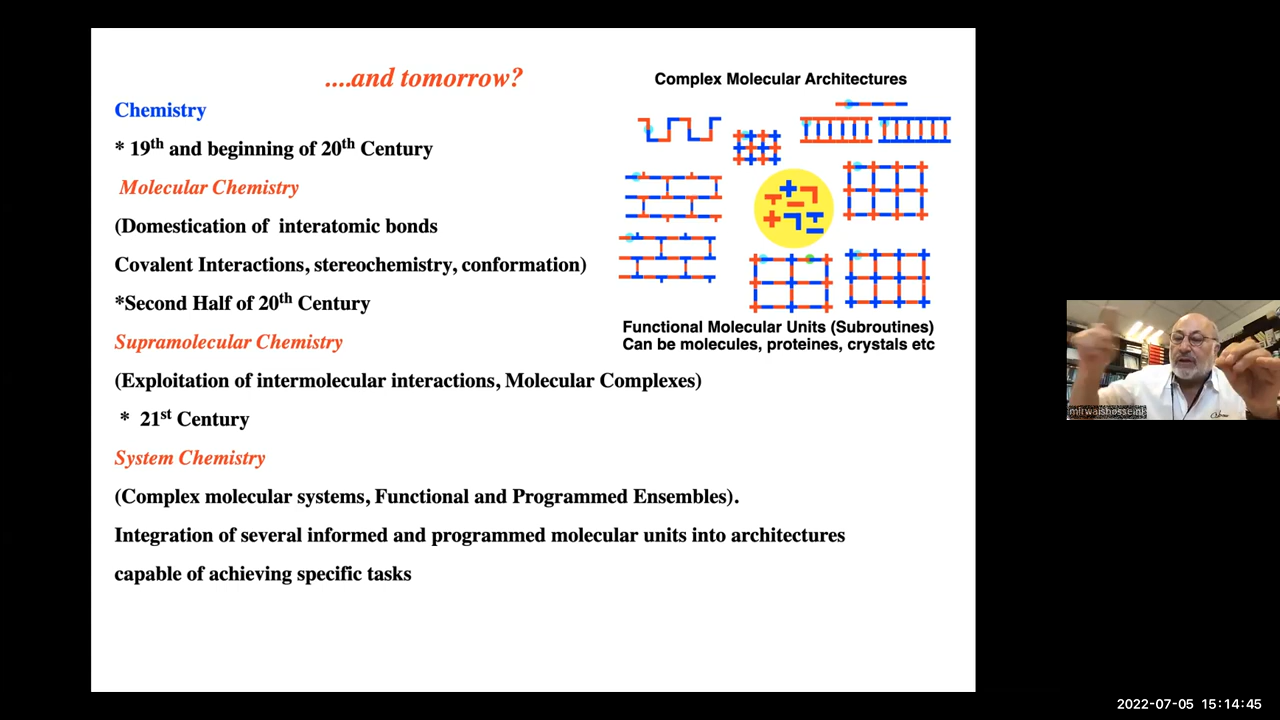 ....and tomorrow?
Chemistry
* 19th and beginning of 20th Century
Molecular Chemistry
(Domestication of interatomic bonds
Covalent Interactions, stereochemistry, conformation)
*Second Half of 20th Century
Supramolecular Chemistry
(Exploitation of intermolecular interactions, Molecular Complexes)
* 21st Century
System Chemistry
(Complex molecular systems, Functional and Programmed Ensembles).
Integration of several informed and programmed molecular units into architectures
capable of achieving specific tasks
Complex Molecular Architectures
Functional Molecular Units (Subroutines)
Can be molecules, proteines, crystals etc
mirwaishosseini
2022-07-05 15:14:45